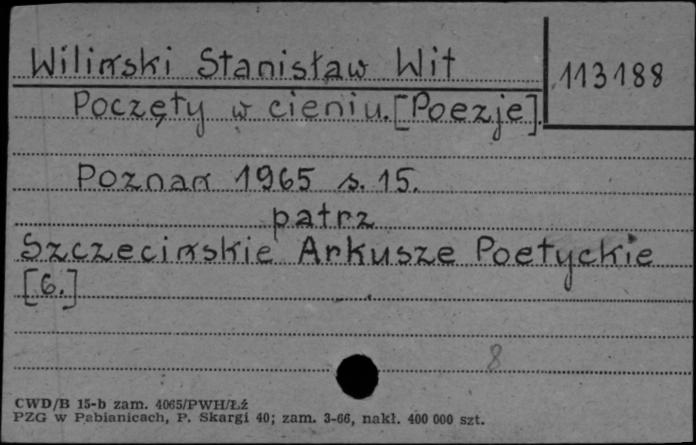 Wiliński Stanisław Wit
113188
Poczęty w cieniu. [Poezje].
Poznań 1965 s. 15.
patrz
Szczecińskie Arkusze Poetyckie
[6.]
8
CWD/B 15-b zam. 4065/PWH/Łź
PZG w Pabianicach, P. Skargi 40; zam. 3-66, nakł. 400 000 szt.